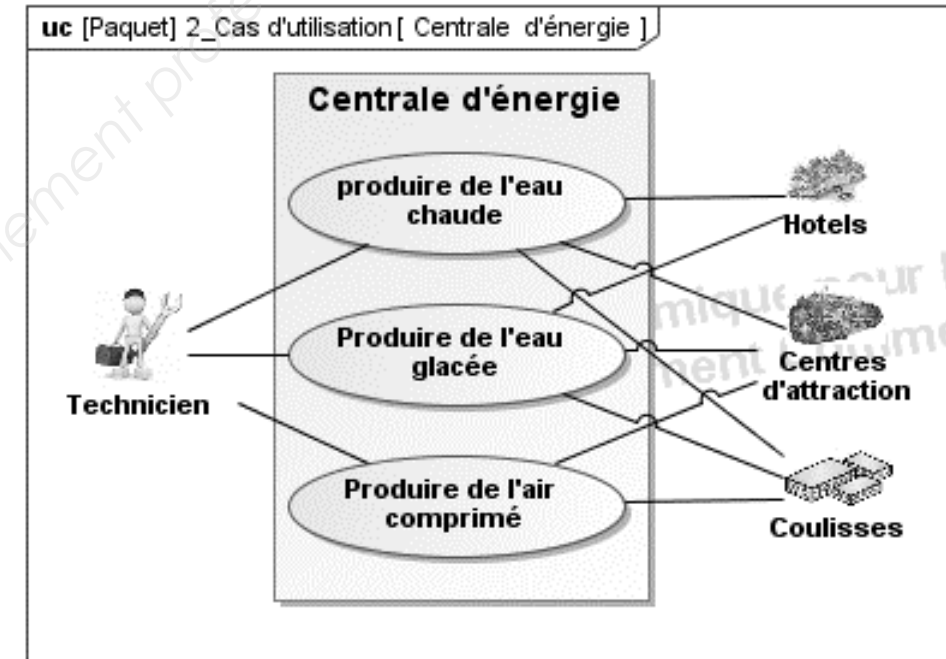 uc [Paquet] 2_Cas d'utilisation [ Centrale d'énergie ]
Centrale d'énergie
produire de l'eau
chaude
Hotels
Produire de l'eau
glacée
Technicien
Centres
d'attraction
Produire de l'air
comprimé
Coulisses